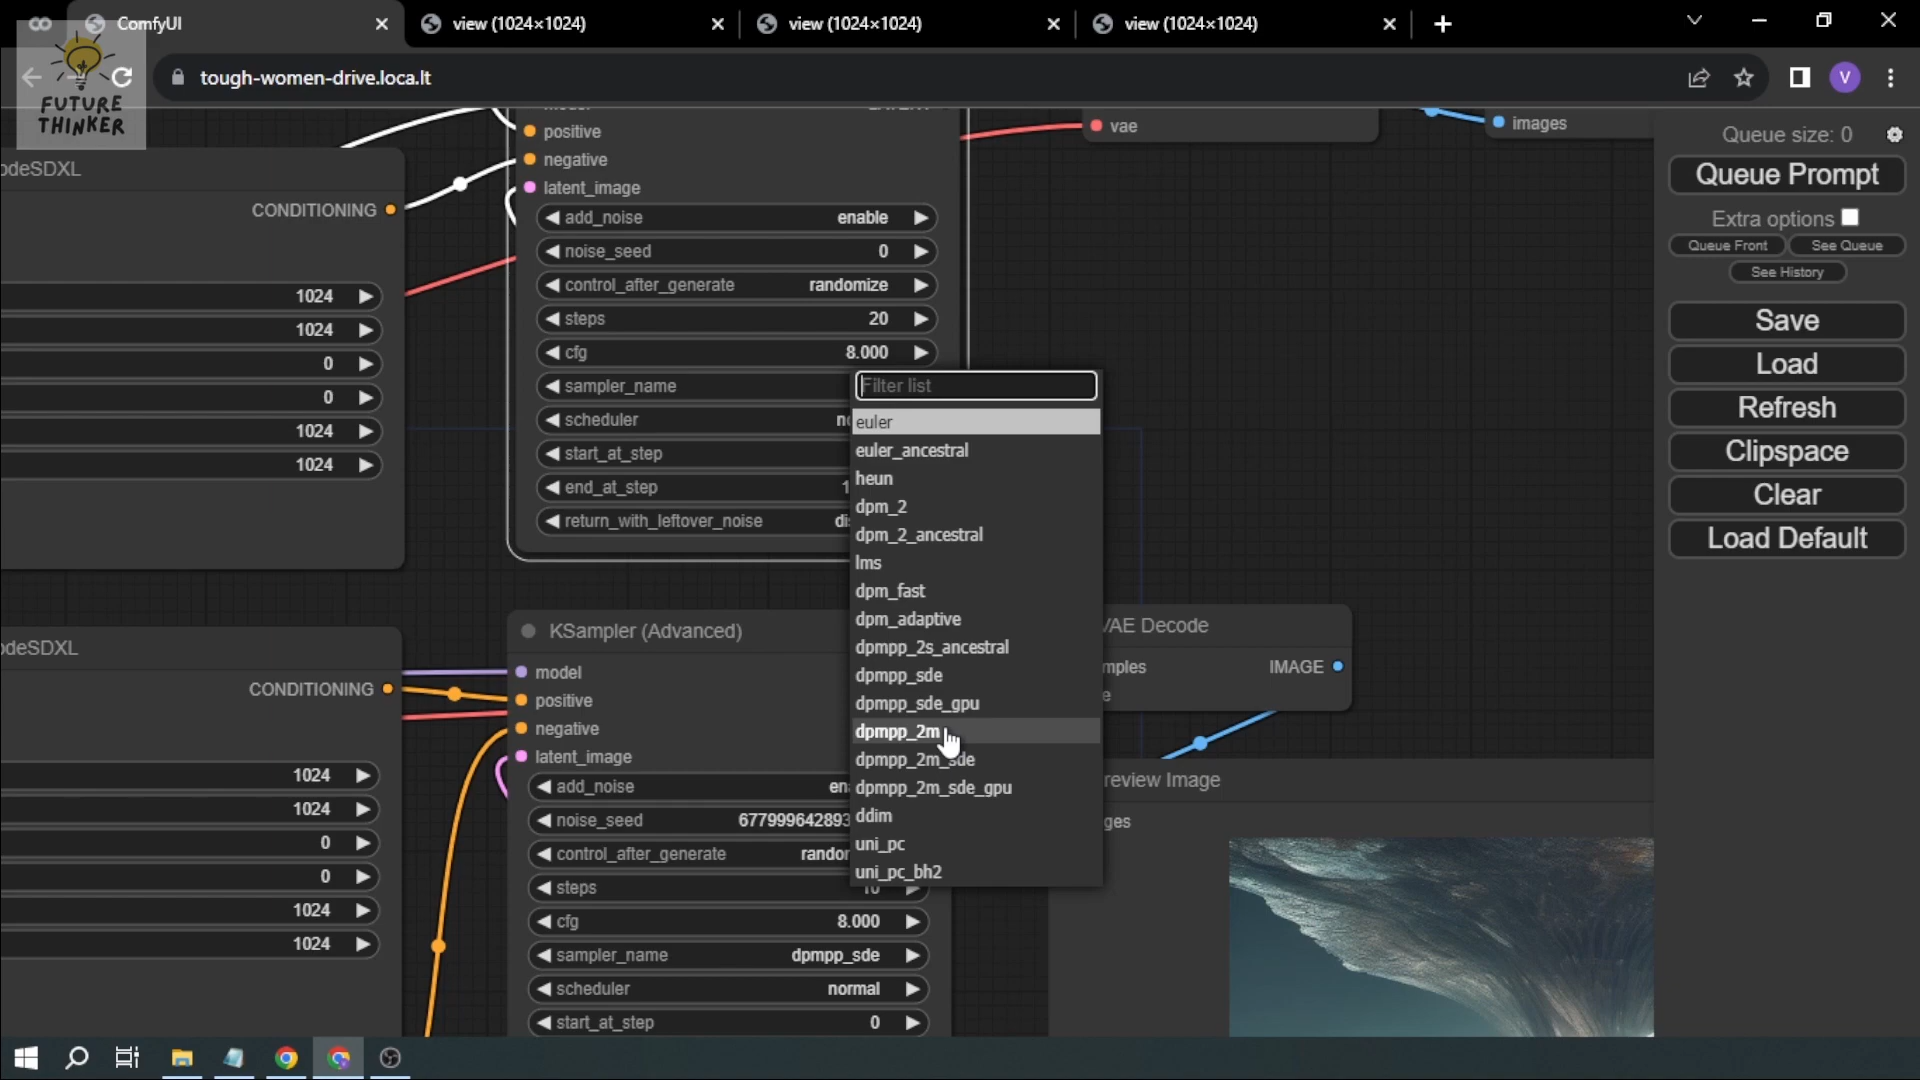 ComfyUI
view (1024×1024)
view (1024×1024)
view (1024×1024)
tough-women-drive.loca.lt
FUTURE
THINKER
positive
negative
latent_image
add_noise enable
noise_seed 0
control_after_generate randomize
steps 20
cfg 8.000
sampler_name
scheduler
start_at_step
end_at_step
return_with_leftover_noise
vae
images
odeSDXL
CONDITIONING
1024
1024
0
0
1024
1024
Filter list
euler
euler_ancestral
heun
dpm_2
dpm_2_ancestral
lms
dpm_fast
dpm_adaptive
dpmpp_2s_ancestral
dpmpp_sde
dpmpp_sde_gpu
dpmpp_2m
dpmpp_2m_sde
dpmpp_2m_sde_gpu
ddim
uni_pc
uni_pc_bh2
odeSDXL
CONDITIONING
1024
1024
0
0
1024
1024
KSampler (Advanced)
model
positive
negative
latent_image
add_noise
noise_seed 677999642893
control_after_generate
steps 10
cfg 8.000
sampler_name dpmpp_sde
scheduler normal
start_at_step 0
VAE Decode
mples IMAGE
e
review Image
ges
Queue size: 0
Queue Prompt
Extra options
Queue Front See Queue
See History
Save
Load
Refresh
Clipspace
Clear
Load Default
V